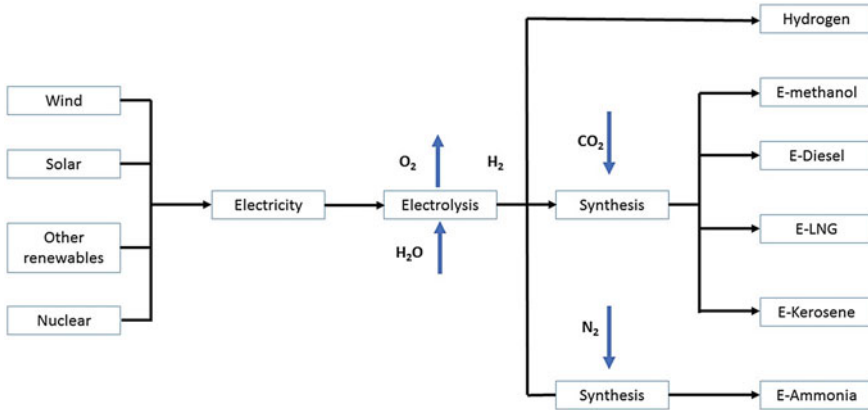 Hydrogen
Wind
E-methanol
CO₂
O₂
H₂
E-Diesel
Solar
Electricity
Electrolysis
Synthesis
Other
renewables
E-LNG
H₂O
Nuclear
E-Kerosene
N₂
Synthesis
E-Ammonia